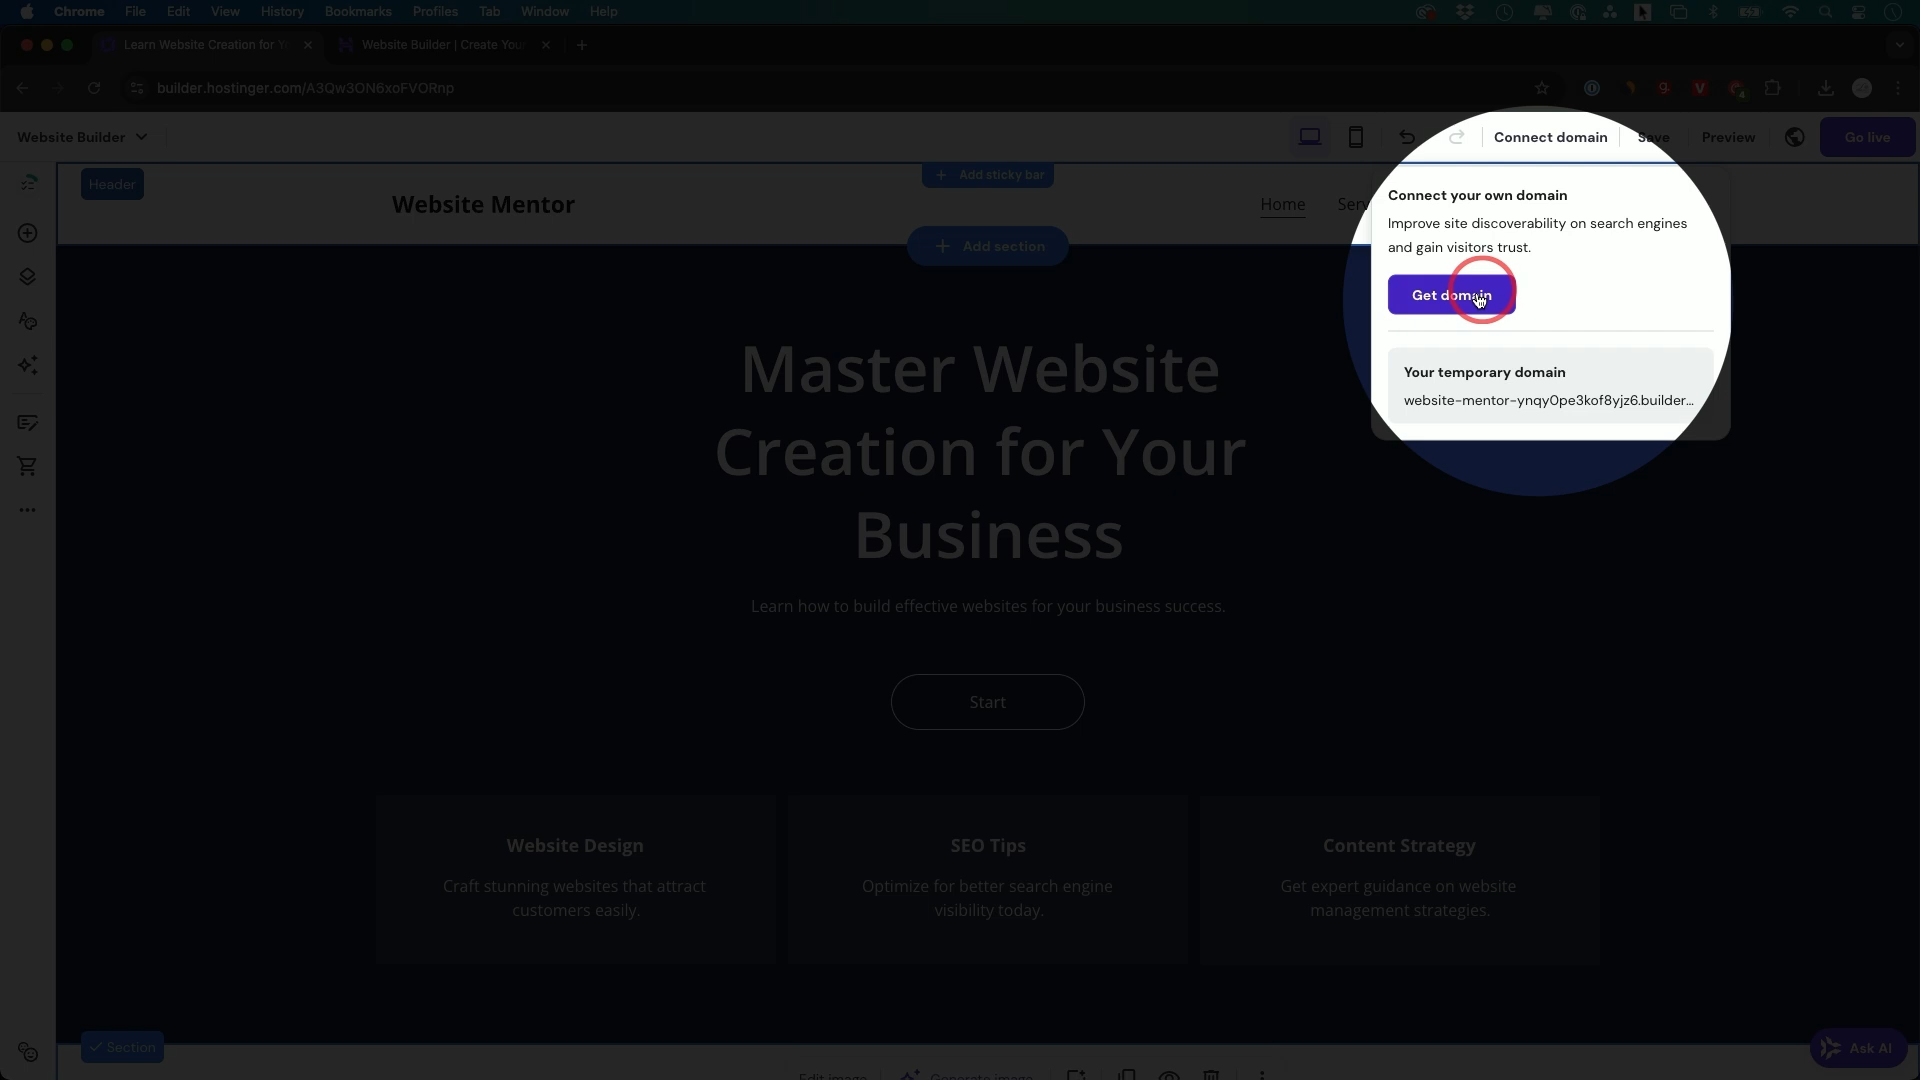 Chrome File Edit View History Bookmarks Profiles Tab Window Help
Learn Website Creation for Yo
Website Builder | Create Your
builder.hostinger.com/A3Qw3ON6xoFVORnp
Website Builder
Connect domain
Save
Preview
Go live
Header
Add sticky bar
Website Mentor
Home
Serv
Add section
Connect your own domain
Improve site discoverability on search engines
and gain visitors trust.
Get domain
Your temporary domain
website-mentor-ynqy0pe3kof8yjz6.builder...
Master Website
Creation for Your
Business
Learn how to build effective websites for your business success.
Start
Website Design
Craft stunning websites that attract
customers easily.
SEO Tips
Optimize for better search engine
visibility today.
Content Strategy
Get expert guidance on website
management strategies.
Section
Edit image
Generate image
Ask AI